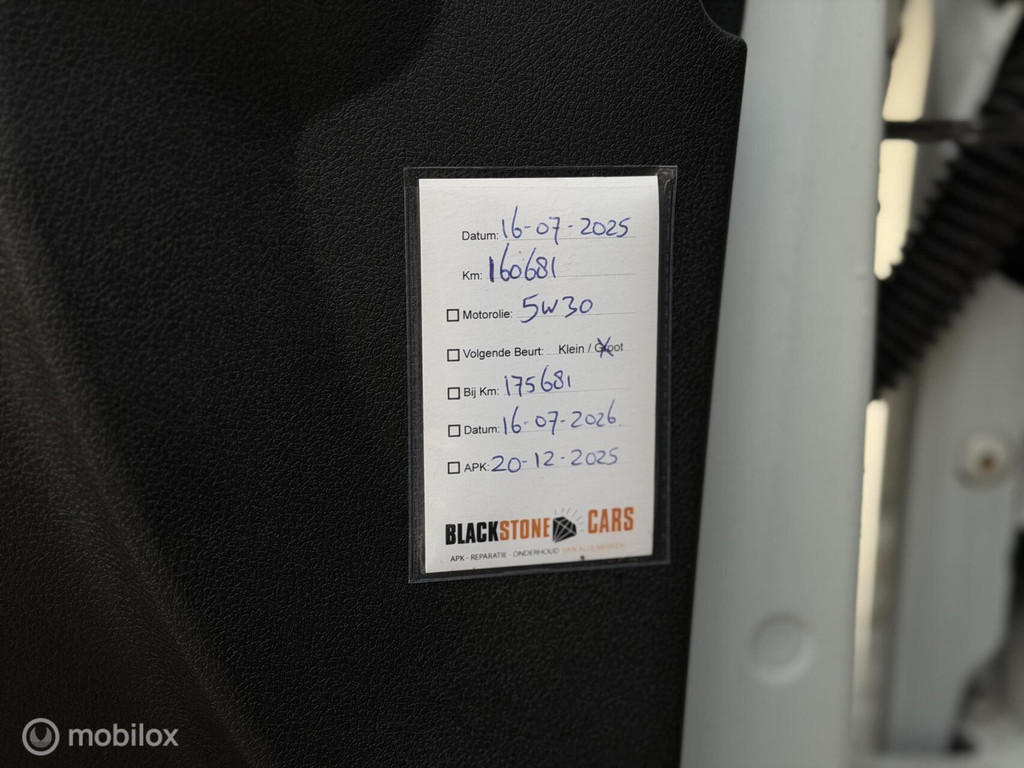 Datum: 16-07-2025
Km: 160681
Motorolie: 5W30
Volgende Beurt: Klein / Groot
Bij Km: 175681
Datum: 16-07-2026
APK: 20-12-2025
BLACKSTONE CARS
APK - REPARATIE - ONDERHOUD VAN ALLE MERKEN
mobilox